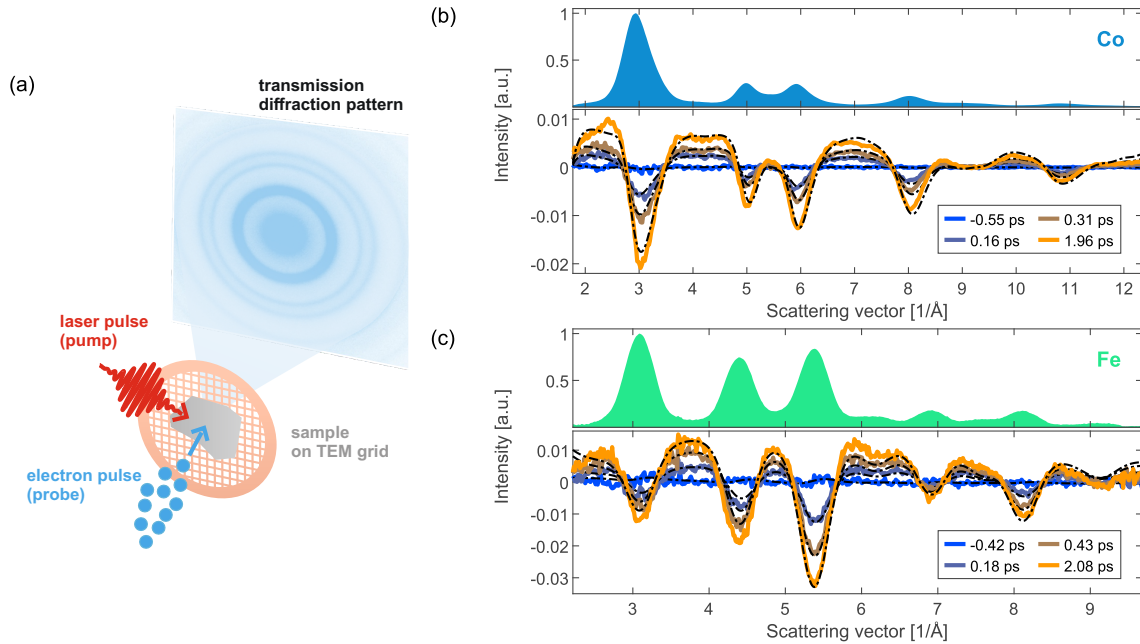 (a)
transmission
diffraction pattern
laser pulse
(pump)
sample
on TEM grid
electron pulse
(probe)
(b)
Co
1
0.5
Intensity [a.u.]
0.01
0
-0.01
-0.02
-0.55 ps 0.31 ps
0.16 ps 1.96 ps
2 3 4 5 6 7 8 9 10 11 12
Scattering vector [1/Å]
(c)
Fe
1
0.5
Intensity [a.u.]
0.01
0
-0.01
-0.02
-0.03
-0.42 ps 0.43 ps
0.18 ps 2.08 ps
3 4 5 6 7 8 9
Scattering vector [1/Å]